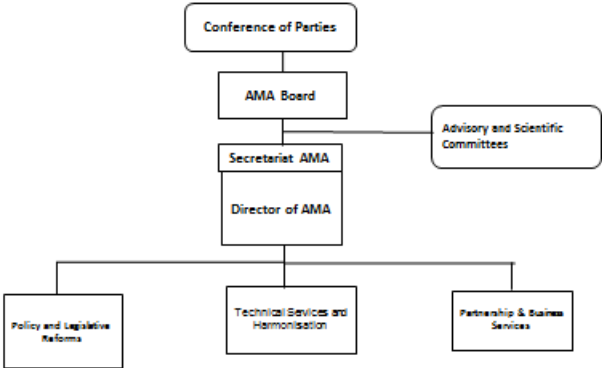 Conference of Parties
AMA Board
Advisory and Scientific
Committees
Secretariat AMA
Director of AMA
Policy and Legislative
Reforms
Technical Services and
Harmonisation
Partnership & Business
Services